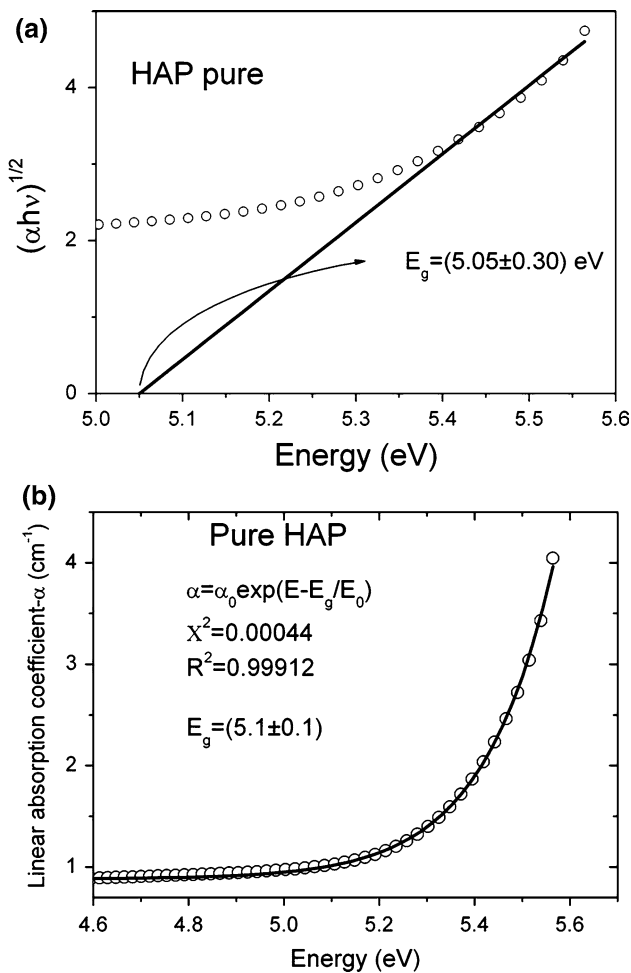 (a)
HAP pure
(αhν)^1/2
4
2
0
E_g=(5.05±0.30) eV
5.0 5.1 5.2 5.3 5.4 5.5 5.6
Energy (eV)
(b)
Pure HAP
Linear absorption coefficient-α (cm^-1)
α=α_0exp(E-E_g/E_0)
X^2=0.00044
R^2=0.99912
E_g=(5.1±0.1)
4
3
2
1
4.6 4.8 5.0 5.2 5.4 5.6
Energy (eV)